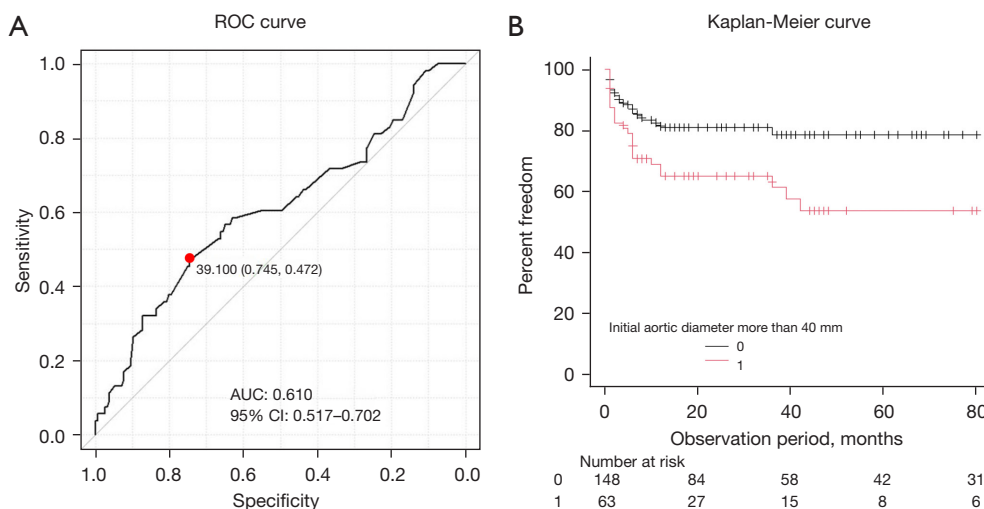 A
ROC curve
1.0
0.8
0.6
0.4
0.2
0.0
Sensitivity
39.100 (0.745, 0.472)
AUC: 0.610
95% CI: 0.517–0.702
1.0 0.8 0.6 0.4 0.2 0.0
Specificity
B
Kaplan-Meier curve
100
80
60
40
20
0
Percent freedom
Initial aortic diameter more than 40 mm
0
1
0 20 40 60 80
Observation period, months
Number at risk
0 148 84 58 42 31
1 63 27 15 8 6